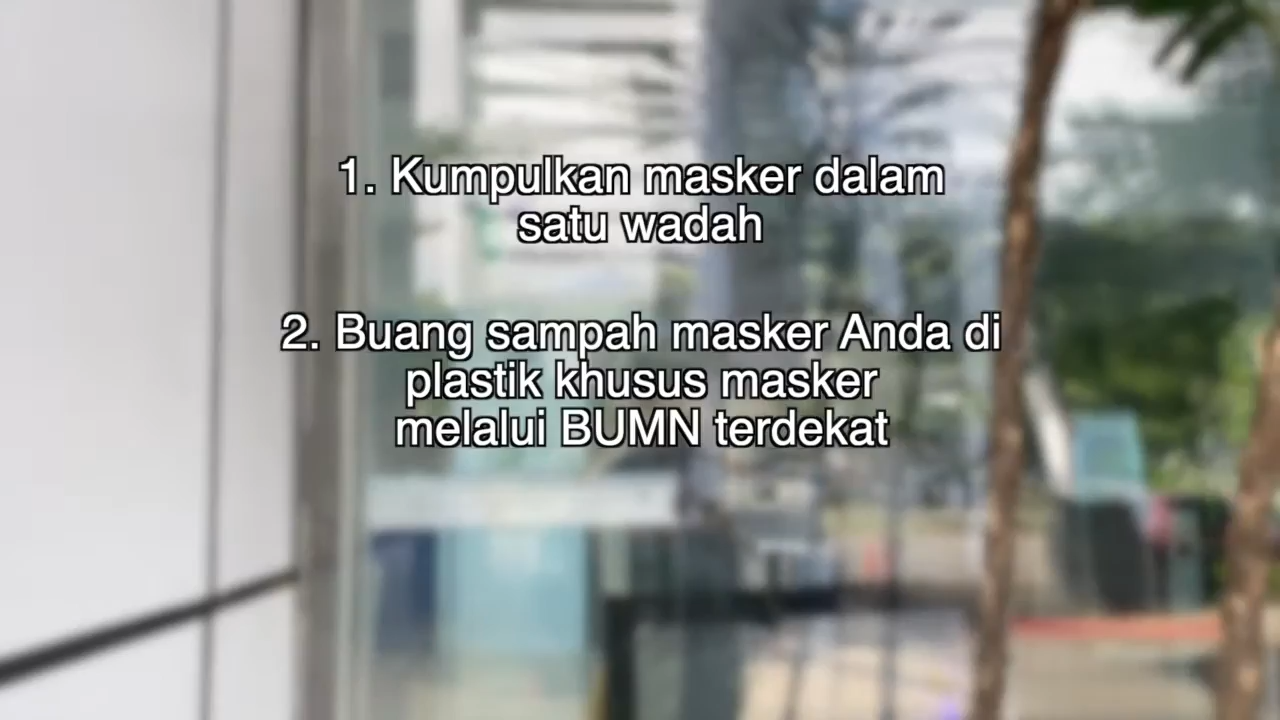 1. Kumpulkan masker dalam
satu wadah
2. Buang sampah masker Anda di
plastik khusus masker
melalui BUMN terdekat